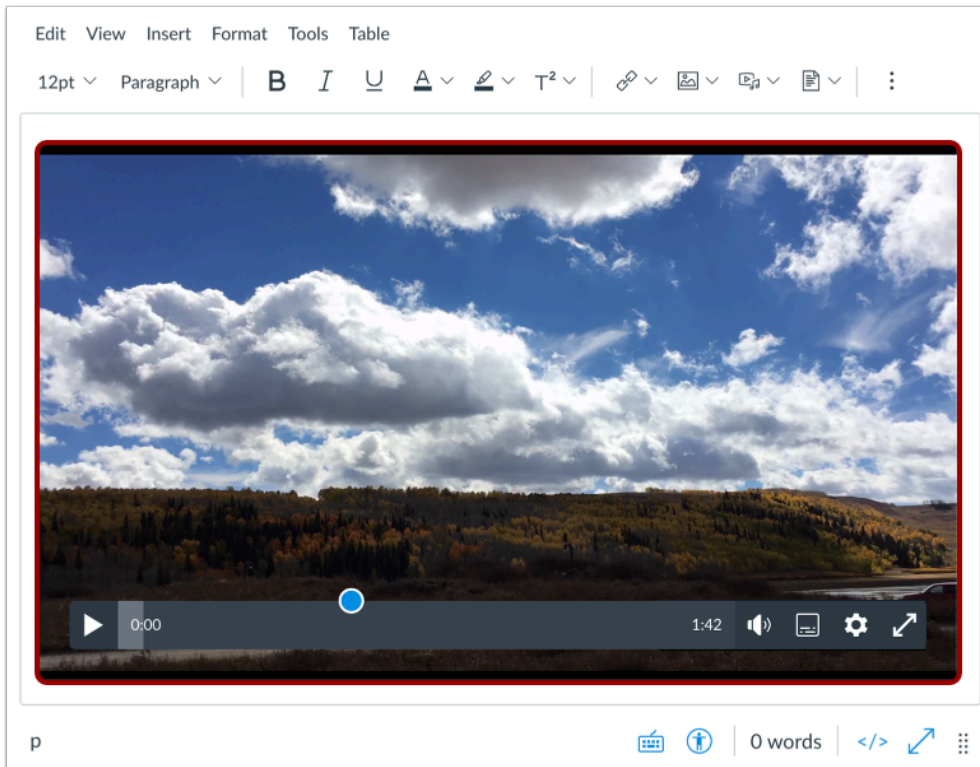 Edit View Insert Format Tools Table
12pt Paragraph B I U A T²
0:00 1:42
p 0 words </>